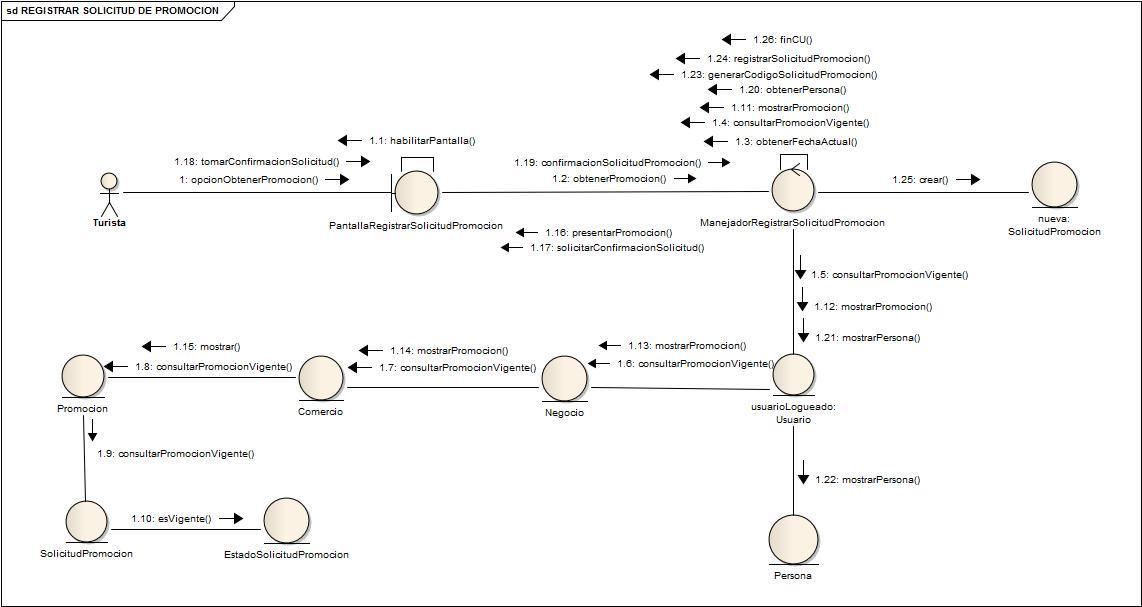 sd REGISTRAR SOLICITUD DE PROMOCION
1.26: finCU()
1.24: registrarSolicitudPromocion()
1.23: generarCodigoSolicitudPromocion()
1.20: obtenerPersona()
1.11: mostrarPromocion()
1.4: consultarPromocionVigente()
1.3: obtenerFechaActual()
1.1: habilitarPantalla()
1.18: tomarConfirmacionSolicitud()
1: opcionObtenerPromocion()
1.19: confirmacionSolicitudPromocion()
1.2: obtenerPromocion()
1.25: crear()
Turista
PantallaRegistrarSolicitudPromocion
ManejadorRegistrarSolicitudPromocion
nueva:
SolicitudPromocion
1.16: presentarPromocion()
1.17: solicitarConfirmacionSolicitud()
1.5: consultarPromocionVigente()
1.12: mostrarPromocion()
1.21: mostrarPersona()
1.15: mostrar()
1.8: consultarPromocionVigente()
1.14: mostrarPromocion()
1.7: consultarPromocionVigente()
1.13: mostrarPromocion()
1.6: consultarPromocionVigente()
Promocion
Comercio
Negocio
usuarioLogueado:
Usuario
1.9: consultarPromocionVigente()
1.22: mostrarPersona()
1.10: esVigente()
SolicitudPromocion
EstadoSolicitudPromocion
Persona